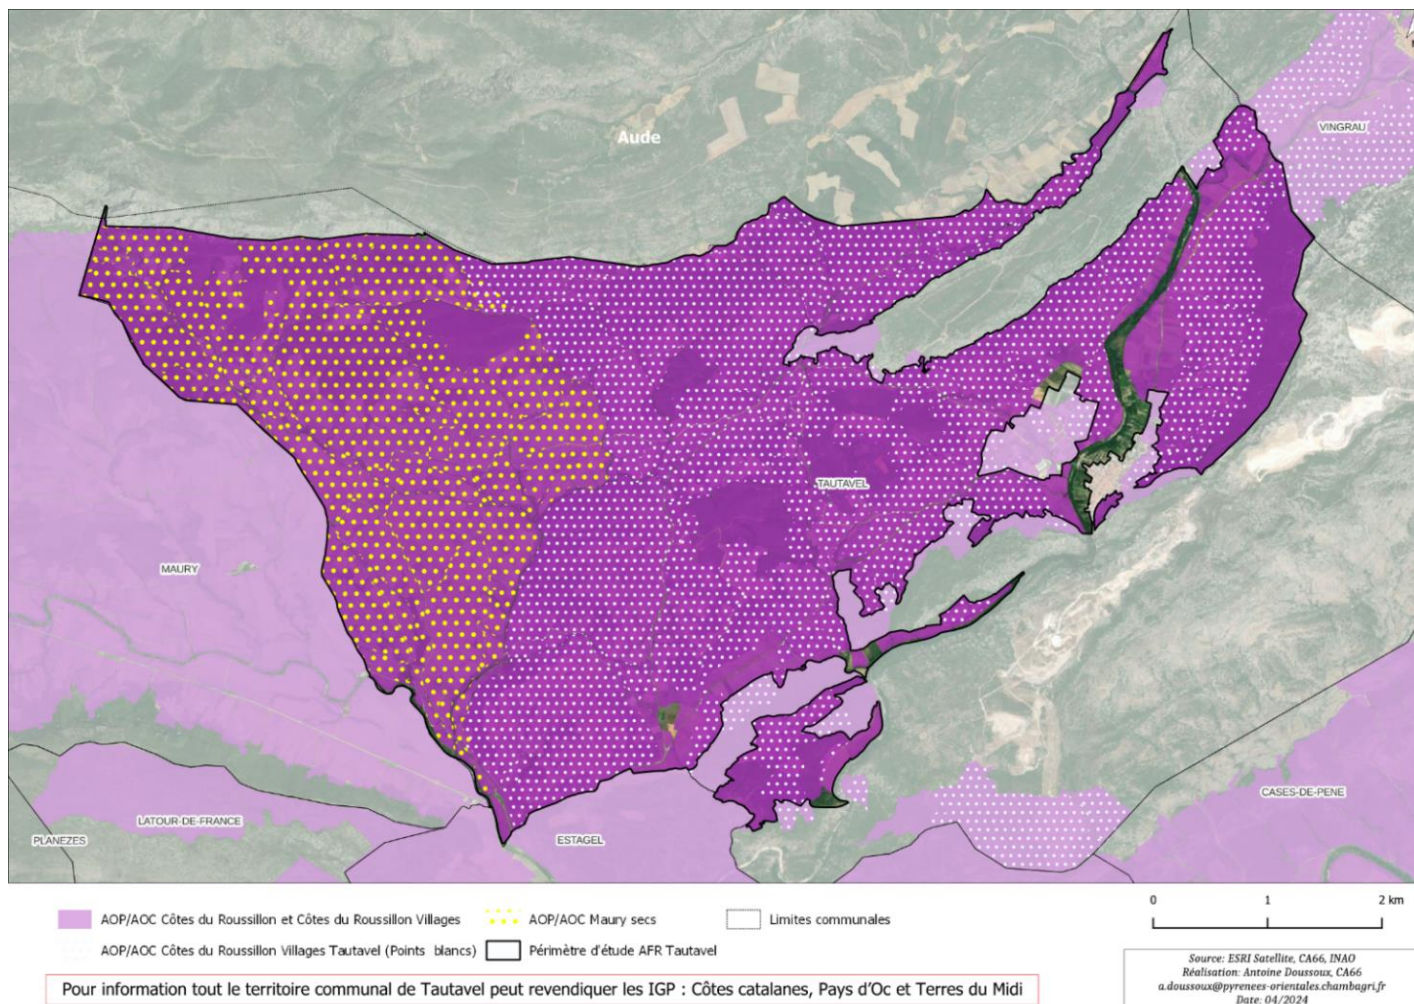 Aude
VINGRAU
TAUTAVEL
MAURY
CASES-DE-PENE
LATOUR-DE-FRANCE
PLANEZES
ESTAGEL
AOP/AOC Côtes du Roussillon et Côtes du Roussillon Villages
AOP/AOC Maury secs
Limites communales
AOP/AOC Côtes du Roussillon Villages Tautavel (Points blancs)
Périmètre d'étude AFR Tautavel
0 1 2 km
Pour information tout le territoire communal de Tautavel peut revendiquer les IGP : Côtes catalanes, Pays d'Oc et Terres du Midi
Source: ESRI Satellite, CA66, INAO
Réalisation: Antoine Doussoux, CA66
a.doussoux@pyrenees-orientales.chambagri.fr
Date: 04/2024